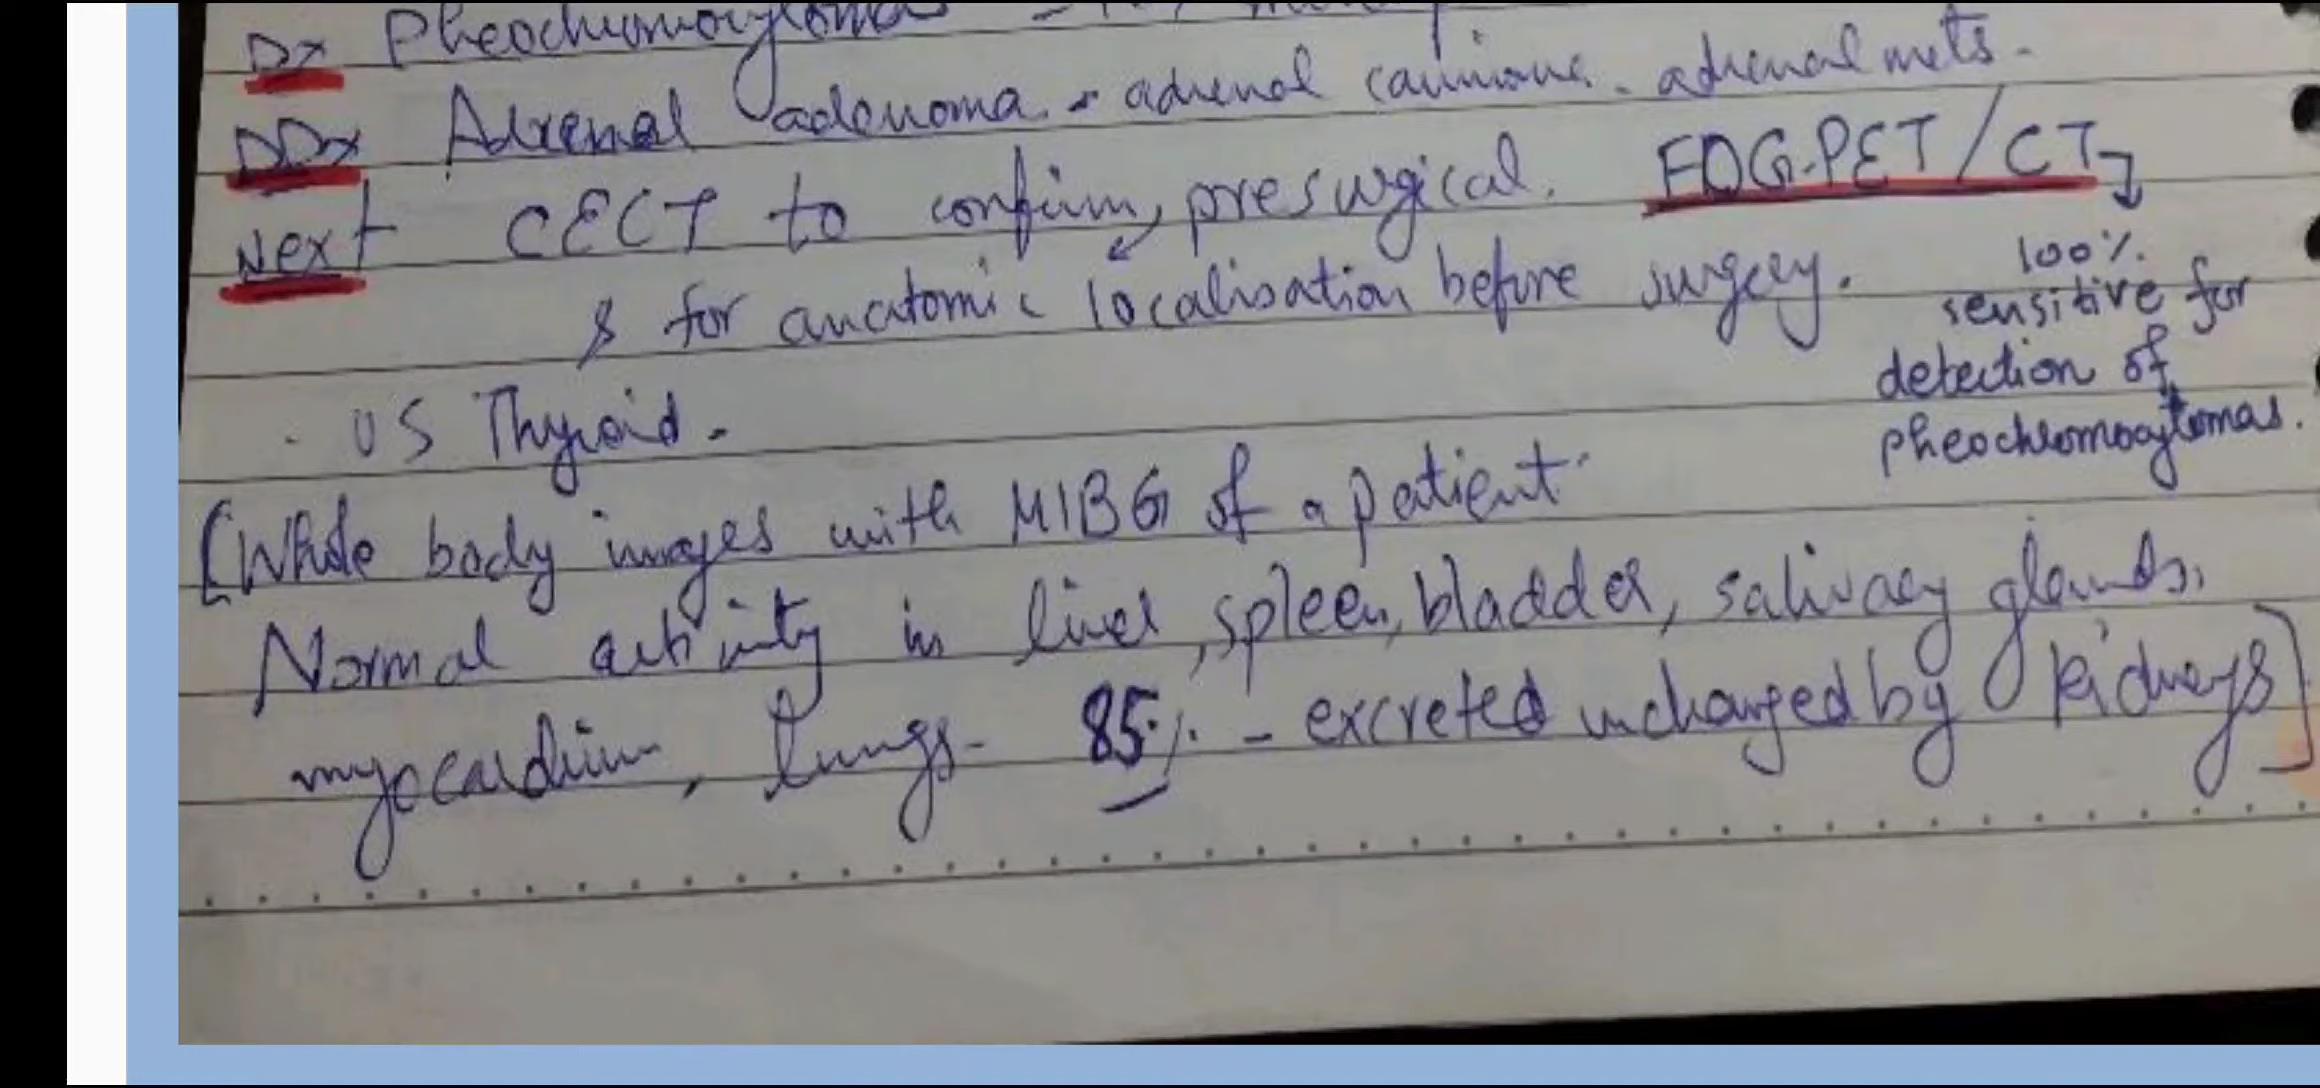 Dx Pheochromocytoma
DDx Adrenal adenoma - adrenal carcinoma - adrenal mets.
Next CECT to confirm, presurgical. FDG-PET/CT
& for anatomic localisation before surgery.
100%
sensitive for
detection of
pheochromocytomas.
US Thyroid.
[Whole body images with MIBG of a patient
Normal activity in liver, spleen, bladder, salivary glands,
myocardium, lungs - 85% - excreted unchanged by kidneys]